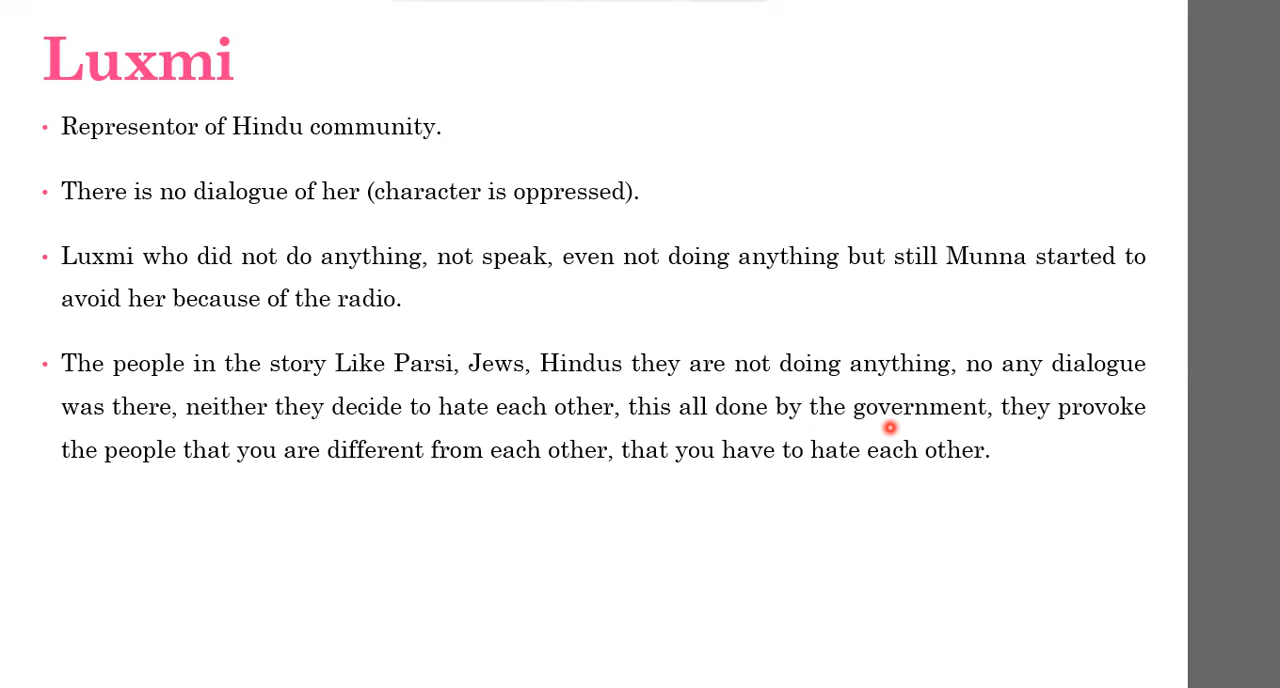 Luxmi
• Representor of Hindu community.
• There is no dialogue of her (character is oppressed).
• Luxmi who did not do anything, not speak, even not doing anything but still Munna started to
avoid her because of the radio.
• The people in the story Like Parsi, Jews, Hindus they are not doing anything, no any dialogue
was there, neither they decide to hate each other, this all done by the government, they provoke
the people that you are different from each other, that you have to hate each other.